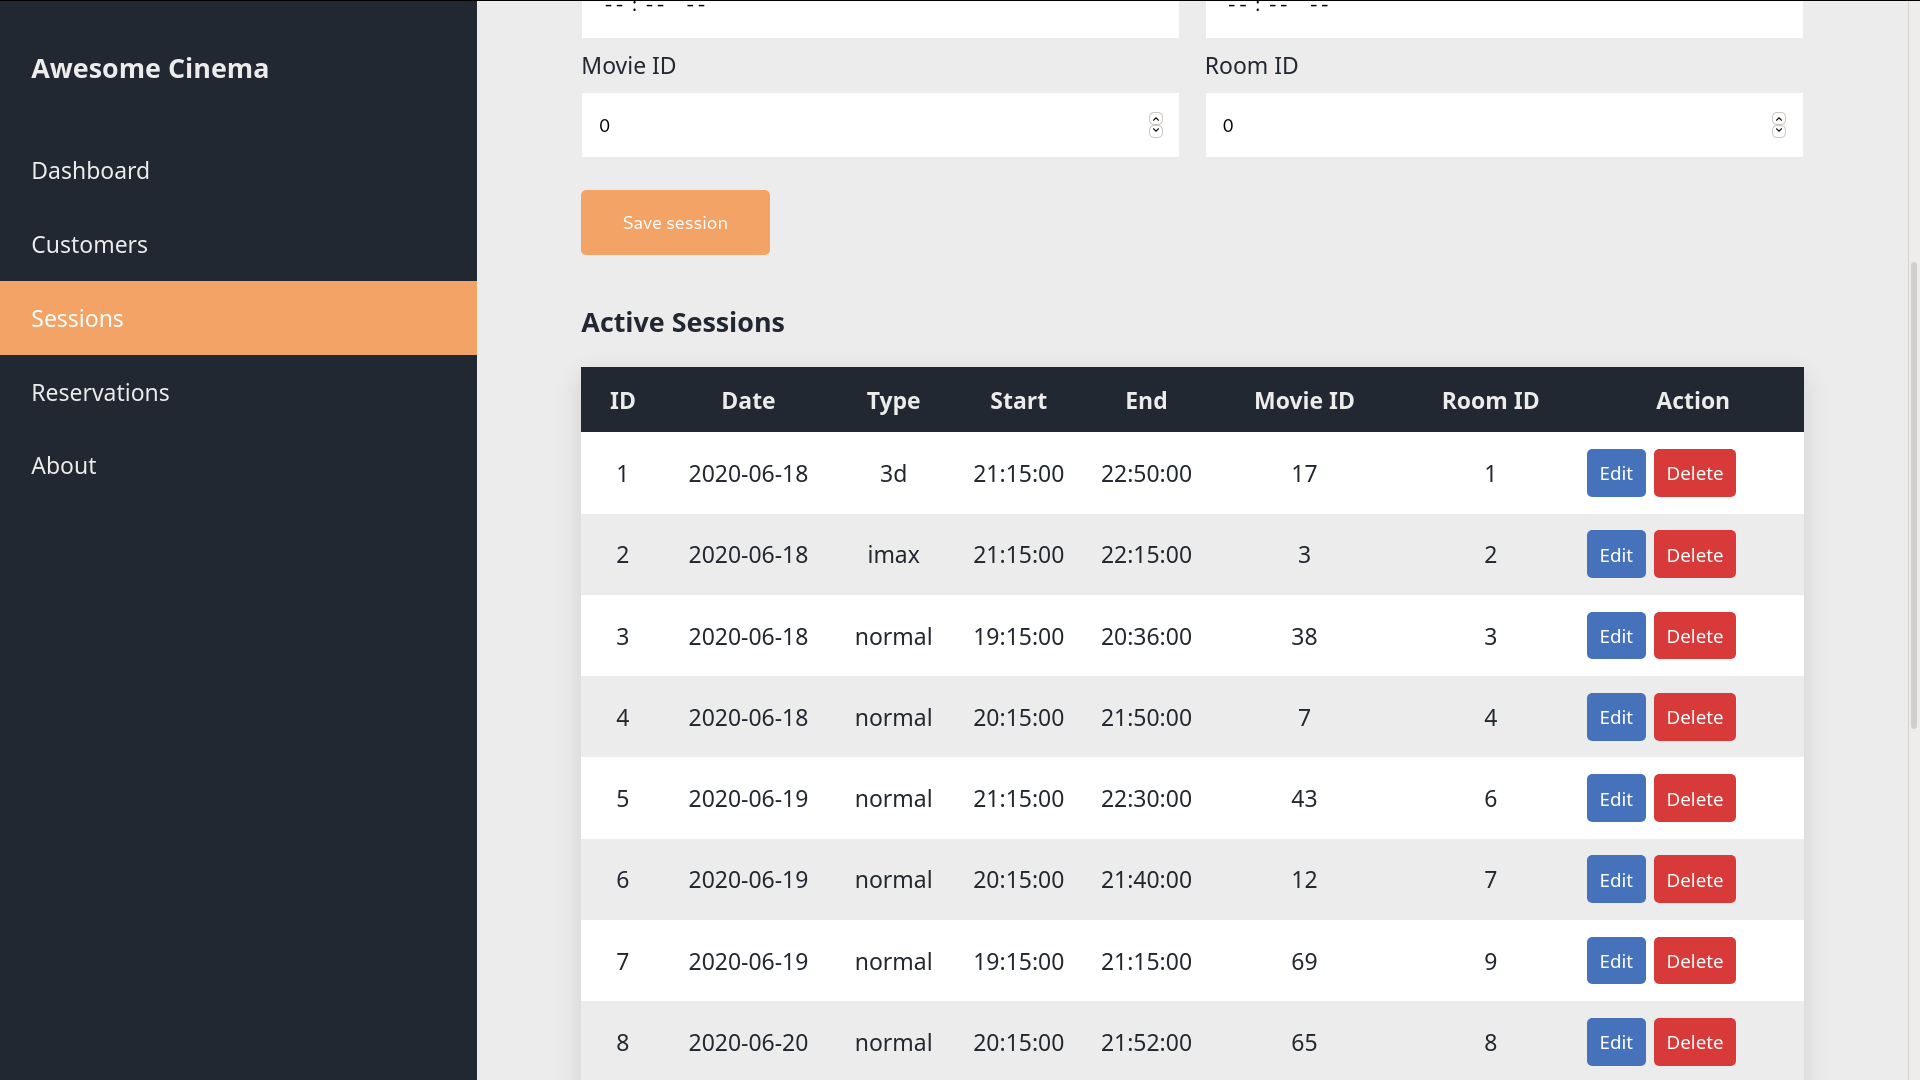 --:-- --
--:-- --
Awesome Cinema
Dashboard
Customers
Sessions
Reservations
About
Movie ID
Room ID
0
0
Save session
Active Sessions
ID Date Type Start End Movie ID Room ID Action
1 2020-06-18 3d 21:15:00 22:50:00 17 1 Edit Delete
2 2020-06-18 imax 21:15:00 22:15:00 3 2 Edit Delete
3 2020-06-18 normal 19:15:00 20:36:00 38 3 Edit Delete
4 2020-06-18 normal 20:15:00 21:50:00 7 4 Edit Delete
5 2020-06-19 normal 21:15:00 22:30:00 43 6 Edit Delete
6 2020-06-19 normal 20:15:00 21:40:00 12 7 Edit Delete
7 2020-06-19 normal 19:15:00 21:15:00 69 9 Edit Delete
8 2020-06-20 normal 20:15:00 21:52:00 65 8 Edit Delete